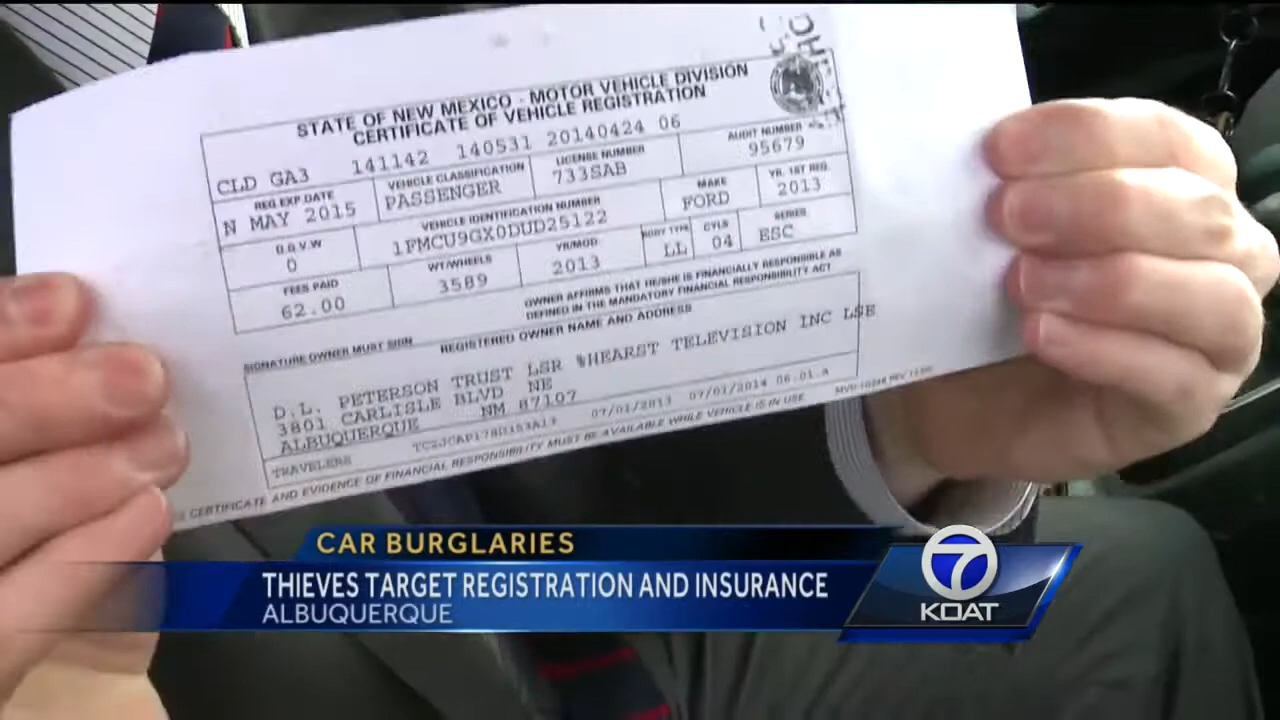 STATE OF NEW MEXICO - MOTOR VEHICLE DIVISION
CERTIFICATE OF VEHICLE REGISTRATION
CLD GA3 141142 140531 20140424 06
REG EXP DATE VEHICLE CLASSIFICATION LICENSE NUMBER AUDIT NUMBER
N MAY 2015 PASSENGER 733SAB 95679
G.G.V.W VEHICLE IDENTIFICATION NUMBER MAKE YR. 1ST REG.
0 1FMCU9GX0DUD25122 FORD 2013
FEES PAID WT/WHEELS YR/MOD BODY TYPE CYLS SERIES
62.00 3589 2013 LL 04 ESC
OWNER AFFIRMS THAT HE/SHE IS FINANCIALLY RESPONSIBLE AS
DEFINED IN THE MANDATORY FINANCIAL RESPONSIBILITY ACT
SIGNATURE OWNER MUST SIGN REGISTERED OWNER NAME AND ADDRESS
D.L. PETERSON TRUST LSR %HEARST TELEVISION INC LSE
3801 CARLISLE BLVD NE
ALBUQUERQUE NM 87107
TRAVELERS 07/01/2013 07/01/2014 06.01.A
CERTIFICATE AND EVIDENCE OF FINANCIAL RESPONSIBILITY MUST BE AVAILABLE WHILE VEHICLE IS IN USE
CAR BURGLARIES
THIEVES TARGET REGISTRATION AND INSURANCE
ALBUQUERQUE
7
KOAT